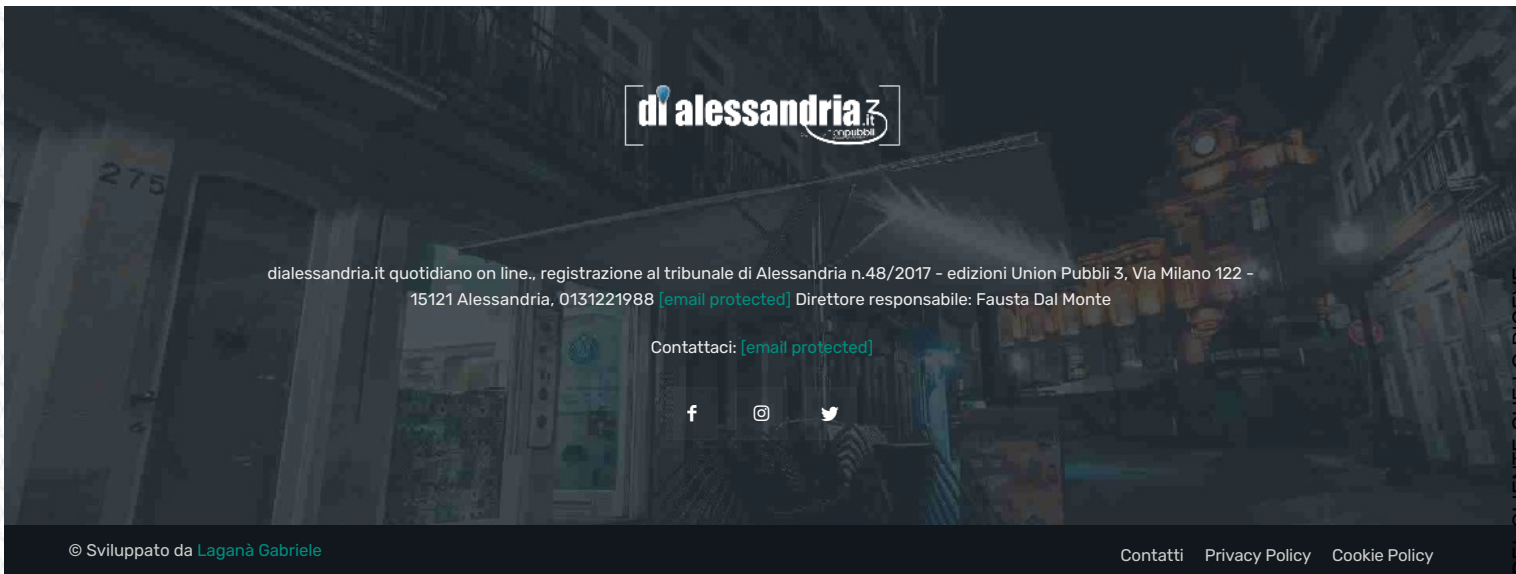 di alessandria.it
275
dialessandria.it quotidiano on line., registrazione al tribunale di Alessandria n.48/2017 - edizioni Union Pubbli 3, Via Milano 122 -
15121 Alessandria, 0131221988 [email protected] Direttore responsabile: Fausta Dal Monte
Contattaci: [email protected]
© Sviluppato da Laganà Gabriele
Contatti Privacy Policy Cookie Policy